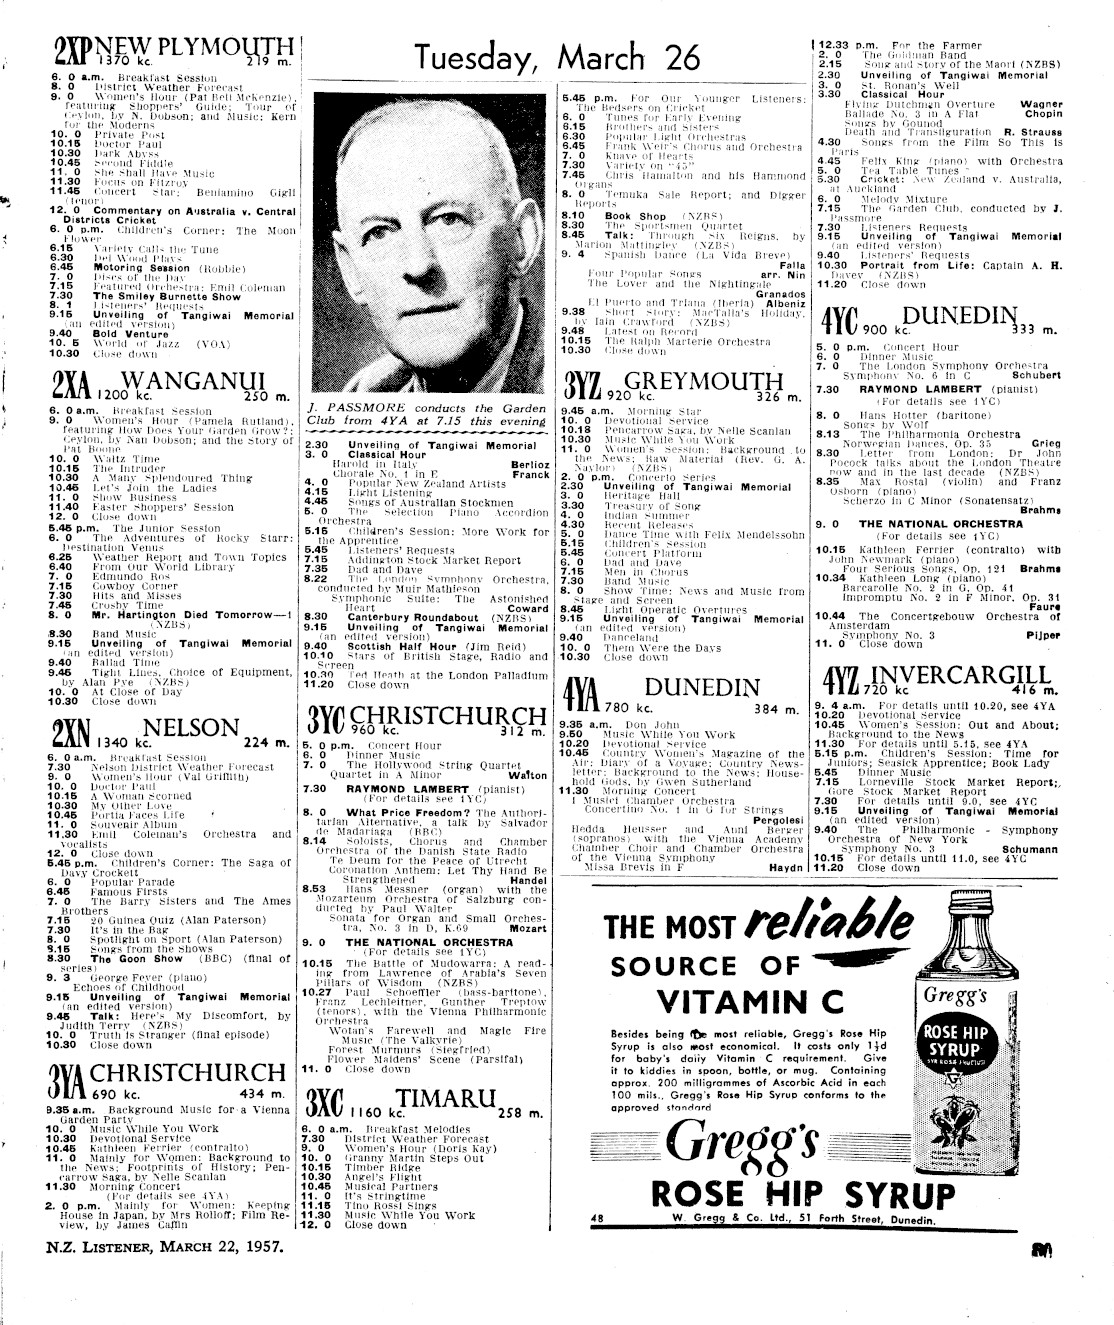 2XP NEW PLYMOUTH
1370 kc. 219 m.
6. 0 a.m. Breakfast Session
8. 0 District Weather Forecast
9. 0 Women's Hour (Pat Bell McKenzie),
featuring Shoppers' Guide; Tour of
Ceylon, by N. Dobson; and Music: Kern
for the Moderns
10. 0 Private Post
10.15 Doctor Paul
10.30 Dark Abyss
10.45 Second Fiddle
11. 0 She Shall Have Music
11.30 Focus on Fitzroy
11.45 Concert Star: Beniamino Gigli
(tenor)
12. 0 Commentary on Australia v. Central
Districts Cricket
6. 0 p.m. Children's Corner: The Moon
Flower
6.15 Variety Calls the Tune
6.30 Del Wood Plays
6.45 Motoring Session (Robbie)
7. 0 Discs of the Day
7.15 Featured Orchestra: Emil Coleman
7.30 The Smiley Burnette Show
8. 1 Listeners' Requests
9.15 Unveiling of Tangiwai Memorial
(an edited version)
9.40 Bold Venture
10. 5 World of Jazz (VOA)
10.30 Close down
2XA WANGANUI
1200 kc. 250 m.
6. 0 a.m. Breakfast Session
9. 0 Women's Hour (Pamela Rutland),
featuring How Does Your Garden Grow?;
Ceylon, by Nan Dobson; and the Story of
Pat Boone
10. 0 Waltz Time
10.15 The Intruder
10.30 A Many Splendoured Thing
10.45 Let's Join the Ladies
11. 0 Show Business
11.40 Easter Shoppers' Session
12. 0 Close down
5.45 p.m. The Junior Session
6. 0 The Adventures of Rocky Starr:
Destination Venus
6.25 Weather Report and Town Topics
6.40 From Our World Library
7. 0 Edmundo Ros
7.15 Cowboy Corner
7.30 Hits and Misses
7.45 Crosby Time
8. 0 Mr. Hartington Died Tomorrow—1
(NZBS)
8.30 Band Music
9.15 Unveiling of Tangiwai Memorial
(an edited version)
9.40 Ballad Time
9.45 Tight Lines, Choice of Equipment,
by Alan Pye (NZBS)
10. 0 At Close of Day
10.30 Close down
2XN NELSON
1340 kc. 224 m.
6. 0 a.m. Breakfast Session
7.30 Nelson District Weather Forecast
9. 0 Women's Hour (Val Griffith)
10. 0 Doctor Paul
10.15 A Woman Scorned
10.30 My Other Love
10.45 Portia Faces Life
11. 0 Souvenir Album
11.30 Emil Coleman's Orchestra and
vocalists
12. 0 Close down
5.45 p.m. Children's Corner: The Saga of
Davy Crockett
6. 0 Popular Parade
6.45 Famous Firsts
7. 0 The Barry Sisters and The Ames
Brothers
7.15 20 Guinea Quiz (Alan Paterson)
7.30 It's in the Bag
8. 0 Spotlight on Sport (Alan Paterson)
8.15 Songs from the Shows
8.30 The Goon Show (BBC) (final of
series)
9. 3 George Feyer (piano)
Echoes of Childhood
9.15 Unveiling of Tangiwai Memorial
(an edited version)
9.45 Talk: Here's My Discomfort, by
Judith Terry (NZBS)
10. 0 Truth is Stranger (final episode)
10.30 Close down
3YA CHRISTCHURCH
690 kc. 434 m.
9.35 a.m. Background Music for a Vienna
Garden Party
10. 0 Music While You Work
10.30 Devotional Service
10.45 Kathleen Ferrier (contralto)
11. 0 Mainly for Women: Background to
the News; Footprints of History; Pen-
carrow Saga, by Nelle Scanlan
11.30 Morning Concert
(For details see 4YA)
2. 0 p.m. Mainly for Women: Keeping
House in Japan, by Mrs Rolloff; Film Re-
view, by James Caffin
Tuesday, March 26
J. PASSMORE conducts the Garden
Club from 4YA at 7.15 this evening
2.30 Unveiling of Tangiwai Memorial
3. 0 Classical Hour
Harold in Italy Berlioz
Chorale No. 1 in E Franck
4. 0 Popular New Zealand Artists
4.15 Light Listening
4.45 Songs of Australian Stockmen
5. 0 The Selection Piano Accordion
Orchestra
5.15 Children's Session: More Work for
the Apprentice
5.45 Listeners' Requests
7.15 Addington Stock Market Report
7.35 Dad and Dave
8.22 The London Symphony Orchestra,
conducted by Muir Mathieson
Symphonic Suite: The Astonished
Heart Coward
8.30 Canterbury Roundabout (NZBS)
9.15 Unveiling of Tangiwai Memorial
(an edited version)
9.40 Scottish Half Hour (Jim Reid)
10.10 Stars of British Stage, Radio and
Screen
10.30 Ted Heath at the London Palladium
11.20 Close down
3YC CHRISTCHURCH
960 kc. 312 m.
5. 0 p.m. Concert Hour
6. 0 Dinner Music
7. 0 The Hollywood String Quartet
Quartet in A Minor Walton
7.30 RAYMOND LAMBERT (pianist)
(For details see 1YC)
8. 0 What Price Freedom? The Authori-
tarian Alternative, a talk by Salvador
de Madariaga (BBC)
8.14 Soloists, Chorus and Chamber
Orchestra of the Danish State Radio
Te Deum for the Peace of Utrecht
Coronation Anthem: Let Thy Hand Be
Strengthened Handel
8.53 Hans Messner (organ) with the
Mozarteum Orchestra of Salzburg con-
ducted by Paul Walter
Sonata for Organ and Small Orches-
tra, No. 3 in D, K.69 Mozart
9. 0 THE NATIONAL ORCHESTRA
(For details see 1YC)
10.15 The Battle of Mudowarra: A read-
ing from Lawrence of Arabia's Seven
Pillars of Wisdom (NZBS)
10.27 Paul Schoeffler (bass-baritone),
Franz Lechleitner, Gunther Treptow
(tenors), with the Vienna Philharmonic
Orchestra
Wotan's Farewell and Magic Fire
Music (The Valkyrie)
Forest Murmurs (Siegfried)
Flower Maidens' Scene (Parsifal)
11. 0 Close down
3XC TIMARU
1160 kc. 258 m.
6. 0 a.m. Breakfast Melodies
7.30 District Weather Forecast
9. 0 Women's Hour (Doris Kay)
10. 0 Granny Martin Steps Out
10.15 Timber Ridge
10.30 Angel's Flight
10.45 Musical Partners
11. 0 It's Stringtime
11.15 Tino Rossi Sings
11.30 Music While You Work
12. 0 Close down
5.45 p.m. For Our Younger Listeners:
The Bedsers on Cricket
6. 0 Tunes for Early Evening
6.15 Brothers and Sisters
6.30 Popular Light Orchestras
6.45 Frank Weir's Chorus and Orchestra
7. 0 Knave of Hearts
7.30 Variety on "45"
7.45 Chris Hamalton and his Hammond
Organs
8. 0 Temuka Sale Report; and Digger
Reports
8.10 Book Shop (NZBS)
8.30 The Sportsmen Quartet
8.45 Talk: Through Six Reigns, by
Marion Mattingley (NZBS)
9. 4 Spanish Dance (La Vida Breve)
Falla
Four Popular Songs arr. Nin
The Lover and the Nightingale
Granados
El Puerto and Triana (Iberia) Albeniz
9.38 Short Story: MacTalla's Holiday,
by Iain Crawford (NZBS)
9.48 Latest on Record
10.15 The Ralph Marterie Orchestra
10.30 Close down
3YZ GREYMOUTH
920 kc. 326 m.
9.45 a.m. Morning Star
10. 0 Devotional Service
10.18 Pencarrow Saga, by Nelle Scanlan
10.30 Music While You Work
11. 0 Women's Session: Background to
the News; Raw Material (Rev. G. A.
Naylor) (NZBS)
2. 0 p.m. Concerto Series
2.30 Unveiling of Tangiwai Memorial
3. 0 Heritage Hall
3.30 Treasury of Song
4. 0 Indian Summer
4.30 Recent Releases
5. 0 Dance Time with Felix Mendelssohn
5.15 Children's Session
5.45 Concert Platform
6. 0 Dad and Dave
7.15 Men in Chorus
7.30 Band Music
8. 0 Show Time: News and Music from
Stage and Screen
8.45 Light Operatic Overtures
9.15 Unveiling of Tangiwai Memorial
(an edited version)
9.40 Danceland
10. 0 Them Were the Days
10.30 Close down
4YA DUNEDIN
780 kc. 384 m.
9.35 a.m. Don John
9.50 Music While You Work
10.20 Devotional Service
10.45 Country Women's Magazine of the
Air: Diary of a Voyage; Country News-
letter; Background to the News; House-
hold Gods, by Gwen Sutherland
11.30 Morning Concert
I Musici Chamber Orchestra
Concertino No. 1 in G for Strings
Pergolesi
Hedda Heusser and Anni Berger
(sopranos) with the Vienna Academy
Chamber Choir and Chamber Orchestra
of the Vienna Symphony
Missa Brevis in F Haydn
12.33 p.m. For the Farmer
2. 0 The Goldman Band
2.15 Song and Story of the Maori (NZBS)
2.30 Unveiling of Tangiwai Memorial
3. 0 St. Ronan's Well
3.30 Classical Hour
Flying Dutchman Overture Wagner
Ballade No. 3 in A Flat Chopin
Songs by Gounod
Death and Transfiguration R. Strauss
4.30 Songs from the Film So This Is
Paris
4.45 Felix King (piano) with Orchestra
5. 0 Tea Table Tunes
5.30 Cricket: New Zealand v. Australia,
at Auckland
6. 0 Melody Mixture
7.15 The Garden Club, conducted by J.
Passmore
7.30 Listeners Requests
9.15 Unveiling of Tangiwai Memorial
(an edited version)
9.40 Listeners' Requests
10.30 Portrait from Life: Captain A. H.
Davey (NZBS)
11.20 Close down
4YC DUNEDIN
900 kc. 333 m.
5. 0 p.m. Concert Hour
6. 0 Dinner Music
7. 0 The London Symphony Orchestra
Symphony No. 6 in C Schubert
7.30 RAYMOND LAMBERT (pianist)
(For details see 1YC)
8. 0 Hans Hotter (baritone)
Songs by Wolf
8.13 The Philharmonia Orchestra
Norwegian Dances, Op. 35 Grieg
8.30 Letter from London: Dr John
Pocock talks about the London Theatre
now and in the last decade (NZBS)
8.35 Max Rostal (violin) and Franz
Osborn (piano)
Scherzo in C Minor (Sonatensatz)
Brahms
9. 0 THE NATIONAL ORCHESTRA
(For details see 1YC)
10.15 Kathleen Ferrier (contralto) with
John Newmark (piano)
Four Serious Songs, Op. 121 Brahms
10.34 Kathleen Long (piano)
Barcarolle No. 2 in G, Op. 41
Impromptu No. 2 in F Minor, Op. 31
Faure
10.44 The Concertgebouw Orchestra of
Amsterdam
Symphony No. 3 Pijper
11. 0 Close down
4YZ INVERCARGILL
720 kc 416 m.
9. 4 a.m. For details until 10.20, see 4YA
10.20 Devotional Service
10.45 Women's Session: Out and About;
Background to the News
11.30 For details until 5.15, see 4YA
5.15 p.m. Children's Session: Time for
Juniors; Seasick Apprentice; Book Lady
5.45 Dinner Music
7.15 Lorneville Stock Market Report;
Gore Stock Market Report
7.30 For details until 9.0, see 4YC
9.15 Unveiling of Tangiwai Memorial
(an edited version)
9.40 The Philharmonic - Symphony
Orchestra of New York
Symphony No. 3 Schumann
10.15 For details until 11.0, see 4YC
11.20 Close down
THE MOST reliable
SOURCE OF
VITAMIN C
Besides being the most reliable, Gregg's Rose Hip
Syrup is also most economical. It costs only 1½d
for baby's daily Vitamin C requirement. Give
it to kiddies in spoon, bottle, or mug. Containing
approx. 200 milligrammes of Ascorbic Acid in each
100 mils., Gregg's Rose Hip Syrup conforms to the
approved standard
Gregg's
ROSE HIP
SYRUP
Gregg's
ROSE HIP SYRUP
48 W. Gregg & Co. Ltd., 51 Forth Street, Dunedin.
N.Z. LISTENER, MARCH 22, 1957.